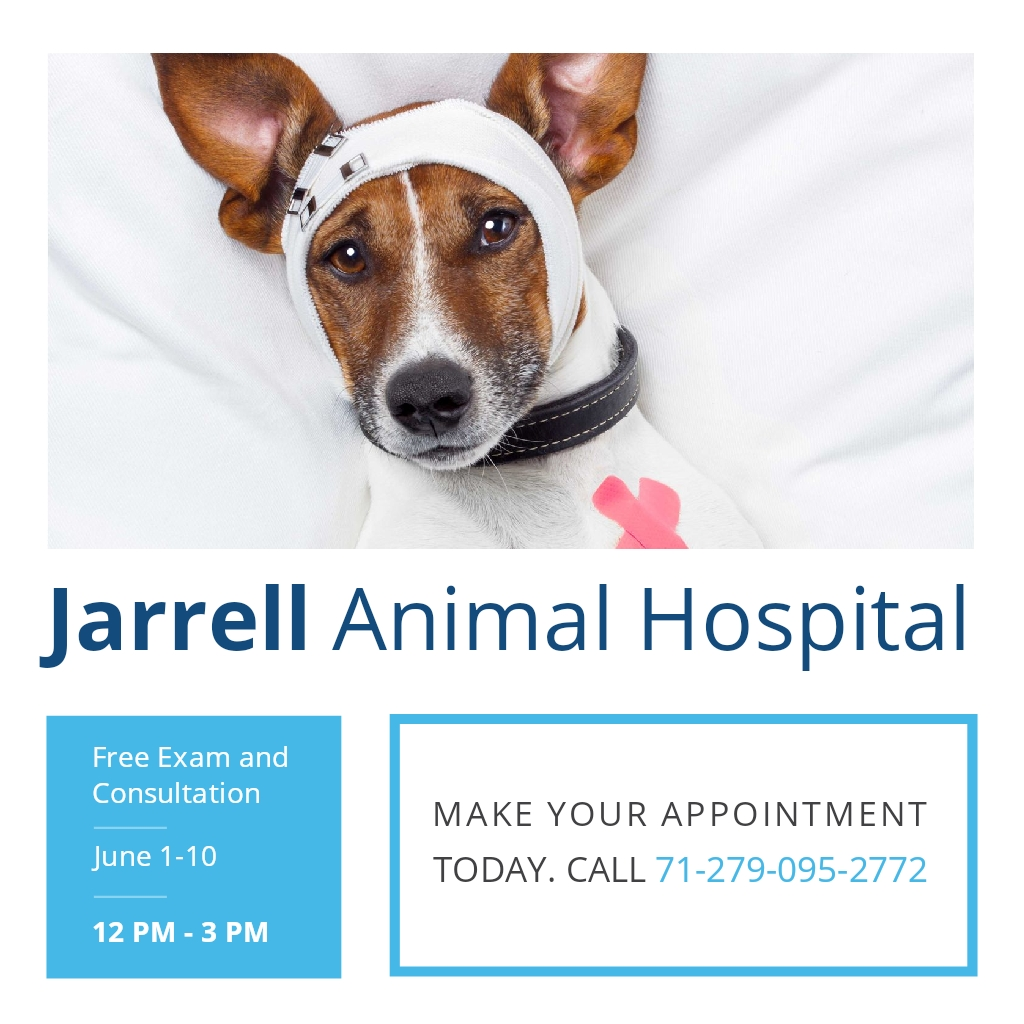 Jarrell Animal Hospital
Free Exam and
Consultation
June 1-10
12 PM - 3 PM
MAKE YOUR APPOINTMENT
TODAY. CALL 71-279-095-2772